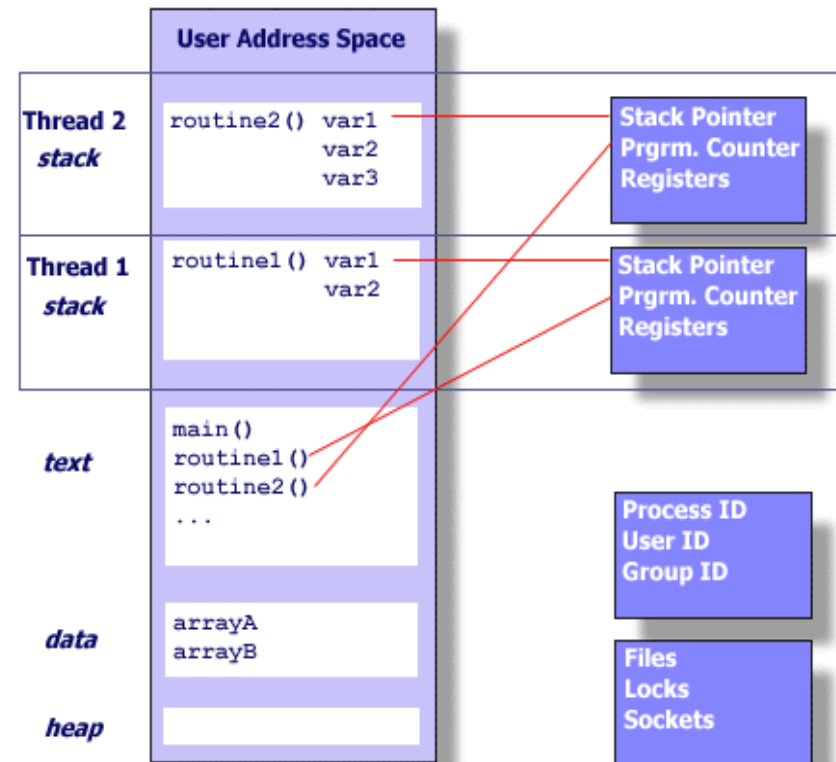 User Address Space
Thread 2
stack
routine2() var1
var2
var3
Stack Pointer
Prgrm. Counter
Registers
Thread 1
stack
routine1() var1
var2
Stack Pointer
Prgrm. Counter
Registers
text
main()
routine1()
routine2()
...
Process ID
User ID
Group ID
data
arrayA
arrayB
Files
Locks
Sockets
heap